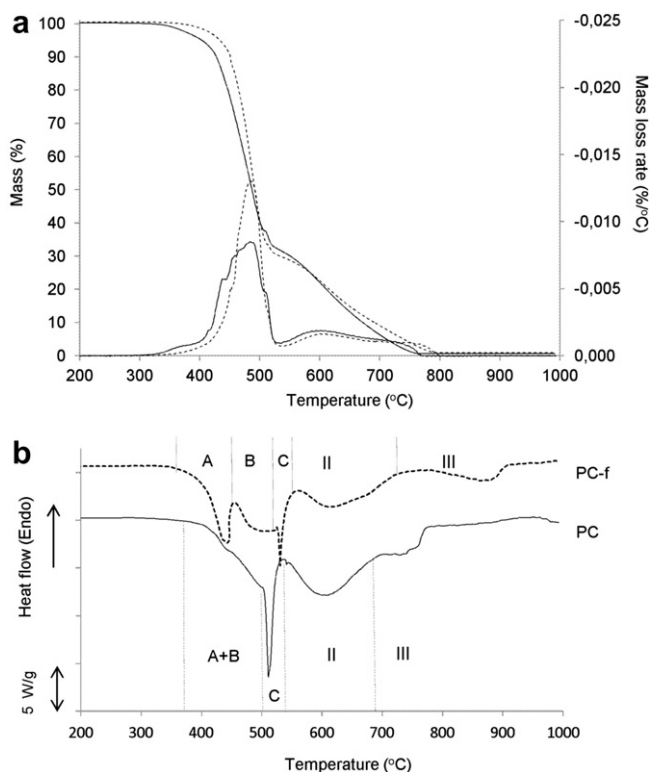 a
100
90
80
70
60
50
40
30
20
10
0
Mass (%)
-0,025
-0,020
-0,015
-0,010
-0,005
0,000
Mass loss rate (%/°C)
200 300 400 500 600 700 800 900 1000
Temperature (°C)
b
A B C II III
PC-f
PC
Heat flow (Endo)
5 W/g
A+B II III
C
200 300 400 500 600 700 800 900 1000
Temperature (°C)